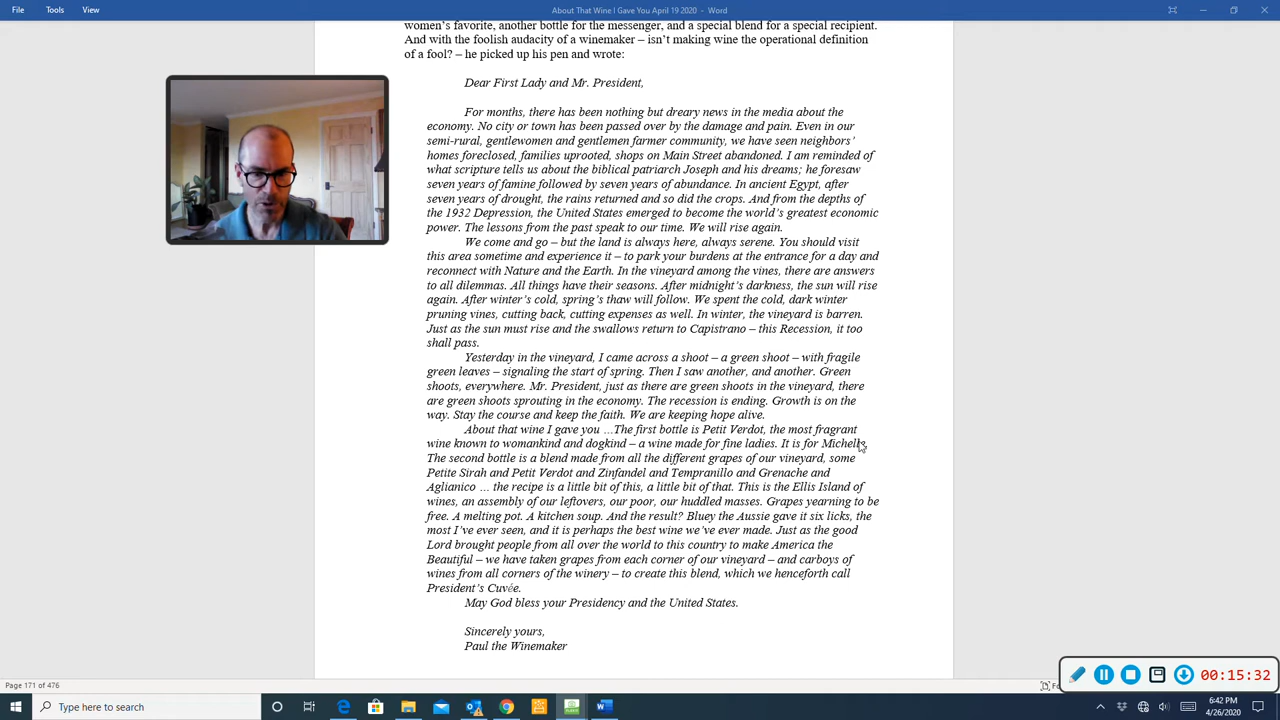 File
Tools
View
About That Wine I Gave You April 19 2020 - Word
women's favorite, another bottle for the messenger, and a special blend for a special recipient.
And with the foolish audacity of a winemaker – isn't making wine the operational definition
of a fool? – he picked up his pen and wrote:
Dear First Lady and Mr. President,
For months, there has been nothing but dreary news in the media about the
economy. No city or town has been passed over by the damage and pain. Even in our
semi-rural, gentlewomen and gentlemen farmer community, we have seen neighbors'
homes foreclosed, families uprooted, shops on Main Street abandoned. I am reminded of
what scripture tells us about the biblical patriarch Joseph and his dreams; he foresaw
seven years of famine followed by seven years of abundance. In ancient Egypt, after
seven years of drought, the rains returned and so did the crops. And from the depths of
the 1932 Depression, the United States emerged to become the world's greatest economic
power. The lessons from the past speak to our time. We will rise again.
We come and go – but the land is always here, always serene. You should visit
this area sometime and experience it – to park your burdens at the entrance for a day and
reconnect with Nature and the Earth. In the vineyard among the vines, there are answers
to all dilemmas. All things have their seasons. After midnight's darkness, the sun will rise
again. After winter's cold, spring's thaw will follow. We spent the cold, dark winter
pruning vines, cutting back, cutting expenses as well. In winter, the vineyard is barren.
Just as the sun must rise and the swallows return to Capistrano – this Recession, it too
shall pass.
Yesterday in the vineyard, I came across a shoot – a green shoot – with fragile
green leaves – signaling the start of spring. Then I saw another, and another. Green
shoots, everywhere. Mr. President, just as there are green shoots in the vineyard, there
are green shoots sprouting in the economy. The recession is ending. Growth is on the
way. Stay the course and keep the faith. We are keeping hope alive.
About that wine I gave you …The first bottle is Petit Verdot, the most fragrant
wine known to womankind and dogkind – a wine made for fine ladies. It is for Michelle.
The second bottle is a blend made from all the different grapes of our vineyard, some
Petite Sirah and Petit Verdot and Zinfandel and Tempranillo and Grenache and
Aglianico … the recipe is a little bit of this, a little bit of that. This is the Ellis Island of
wines, an assembly of our leftovers, our poor, our huddled masses. Grapes yearning to be
free. A melting pot. A kitchen soup. And the result? Bluey the Aussie gave it six licks, the
most I've ever seen, and it is perhaps the best wine we've ever made. Just as the good
Lord brought people from all over the world to this country to make America the
Beautiful – we have taken grapes from each corner of our vineyard – and carboys of
wines from all corners of the winery – to create this blend, which we henceforth call
President's Cuvée.
May God bless your Presidency and the United States.
Sincerely yours,
Paul the Winemaker
Page 171 of 476
00:15:32
Type here to search
6:42 PM
4/26/2020